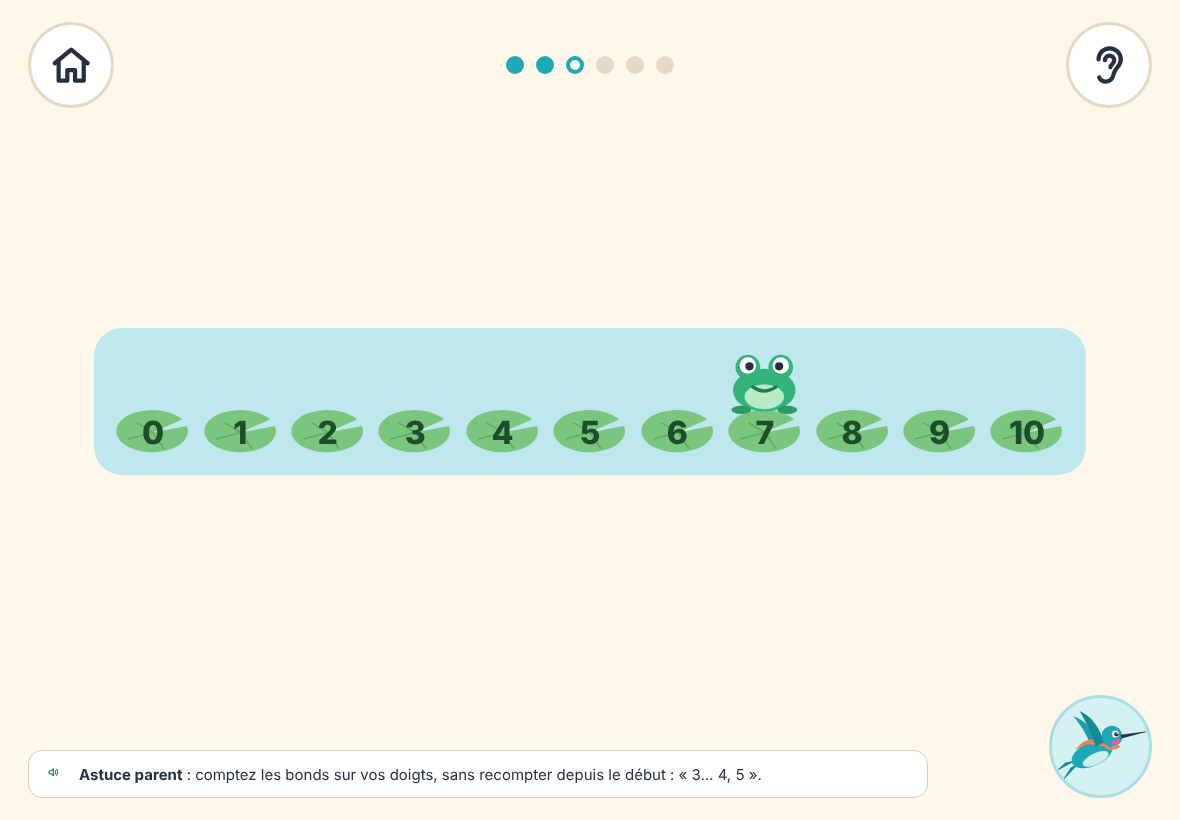 0 1 2 3 4 5 6 7 8 9 10
Astuce parent : comptez les bonds sur vos doigts, sans recompter depuis le début : « 3… 4, 5 ».